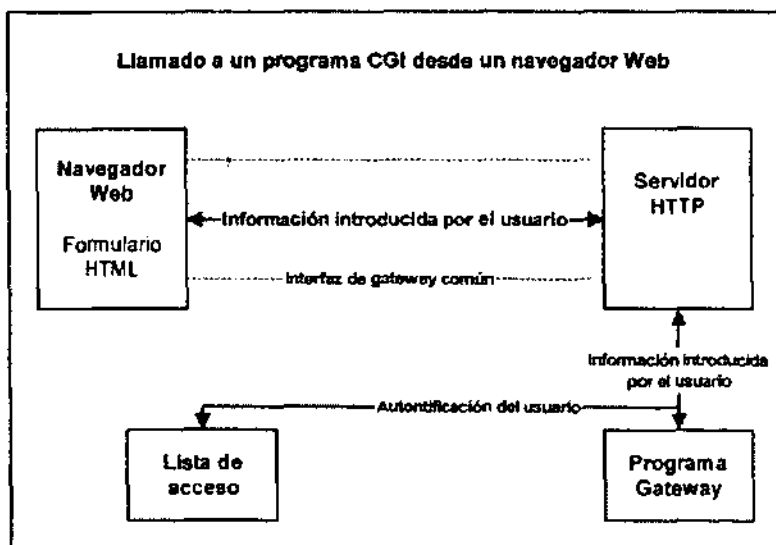 Llamado a un programa CGI desde un navegador Web
Navegador
Web
Formulario
HTML
Información introducida por el usuario
Interfaz de gateway común
Servidor
HTTP
Información introducida
por el usuario
Autentificación del usuario
Lista de
acceso
Programa
Gateway